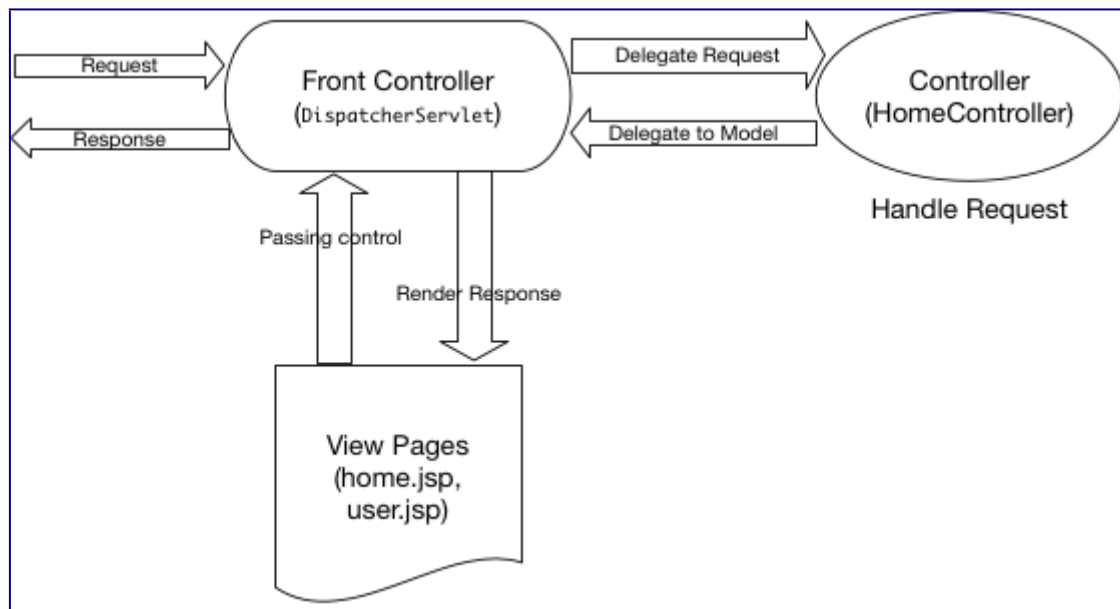 Request
Response
Front Controller
(DispatcherServlet)
Delegate Request
Delegate to Model
Controller
(HomeController)
Handle Request
Passing control
Render Response
View Pages
(home.jsp,
user.jsp)